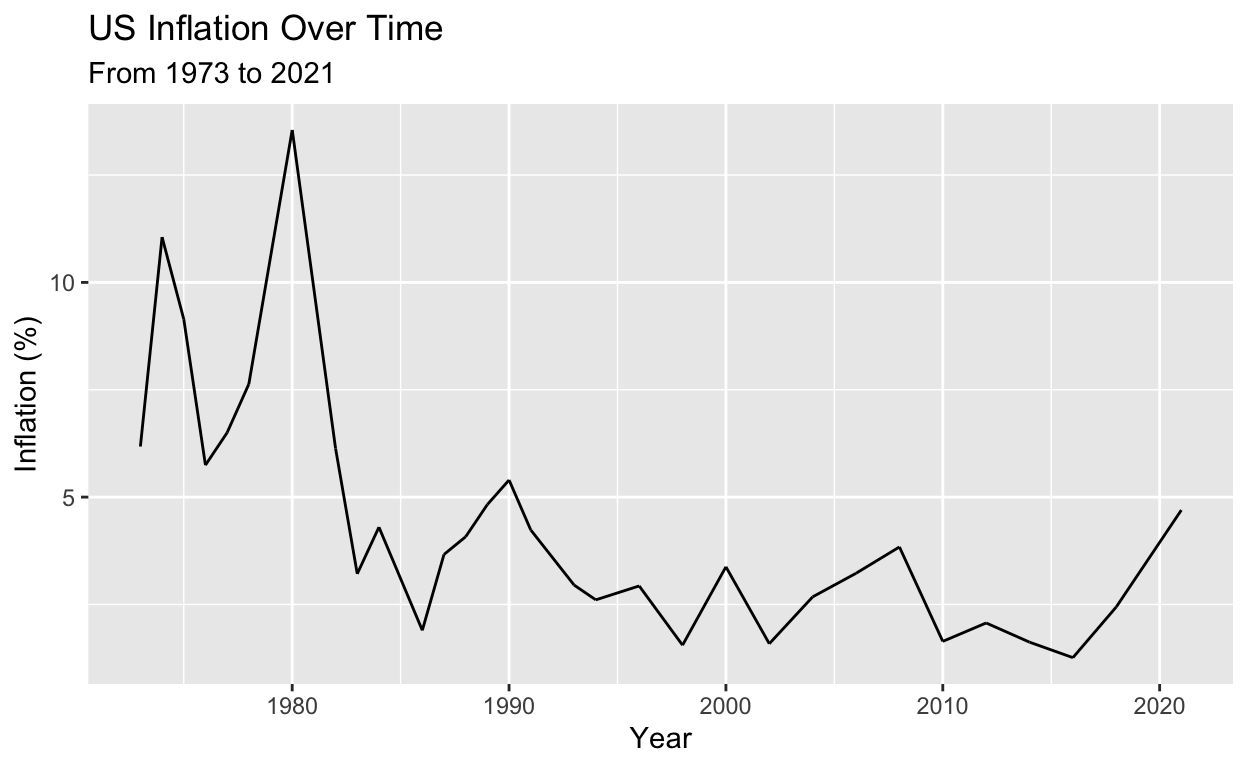 US Inflation Over Time
From 1973 to 2021
Inflation (%)
10
5
1980 1990 2000 2010 2020
Year